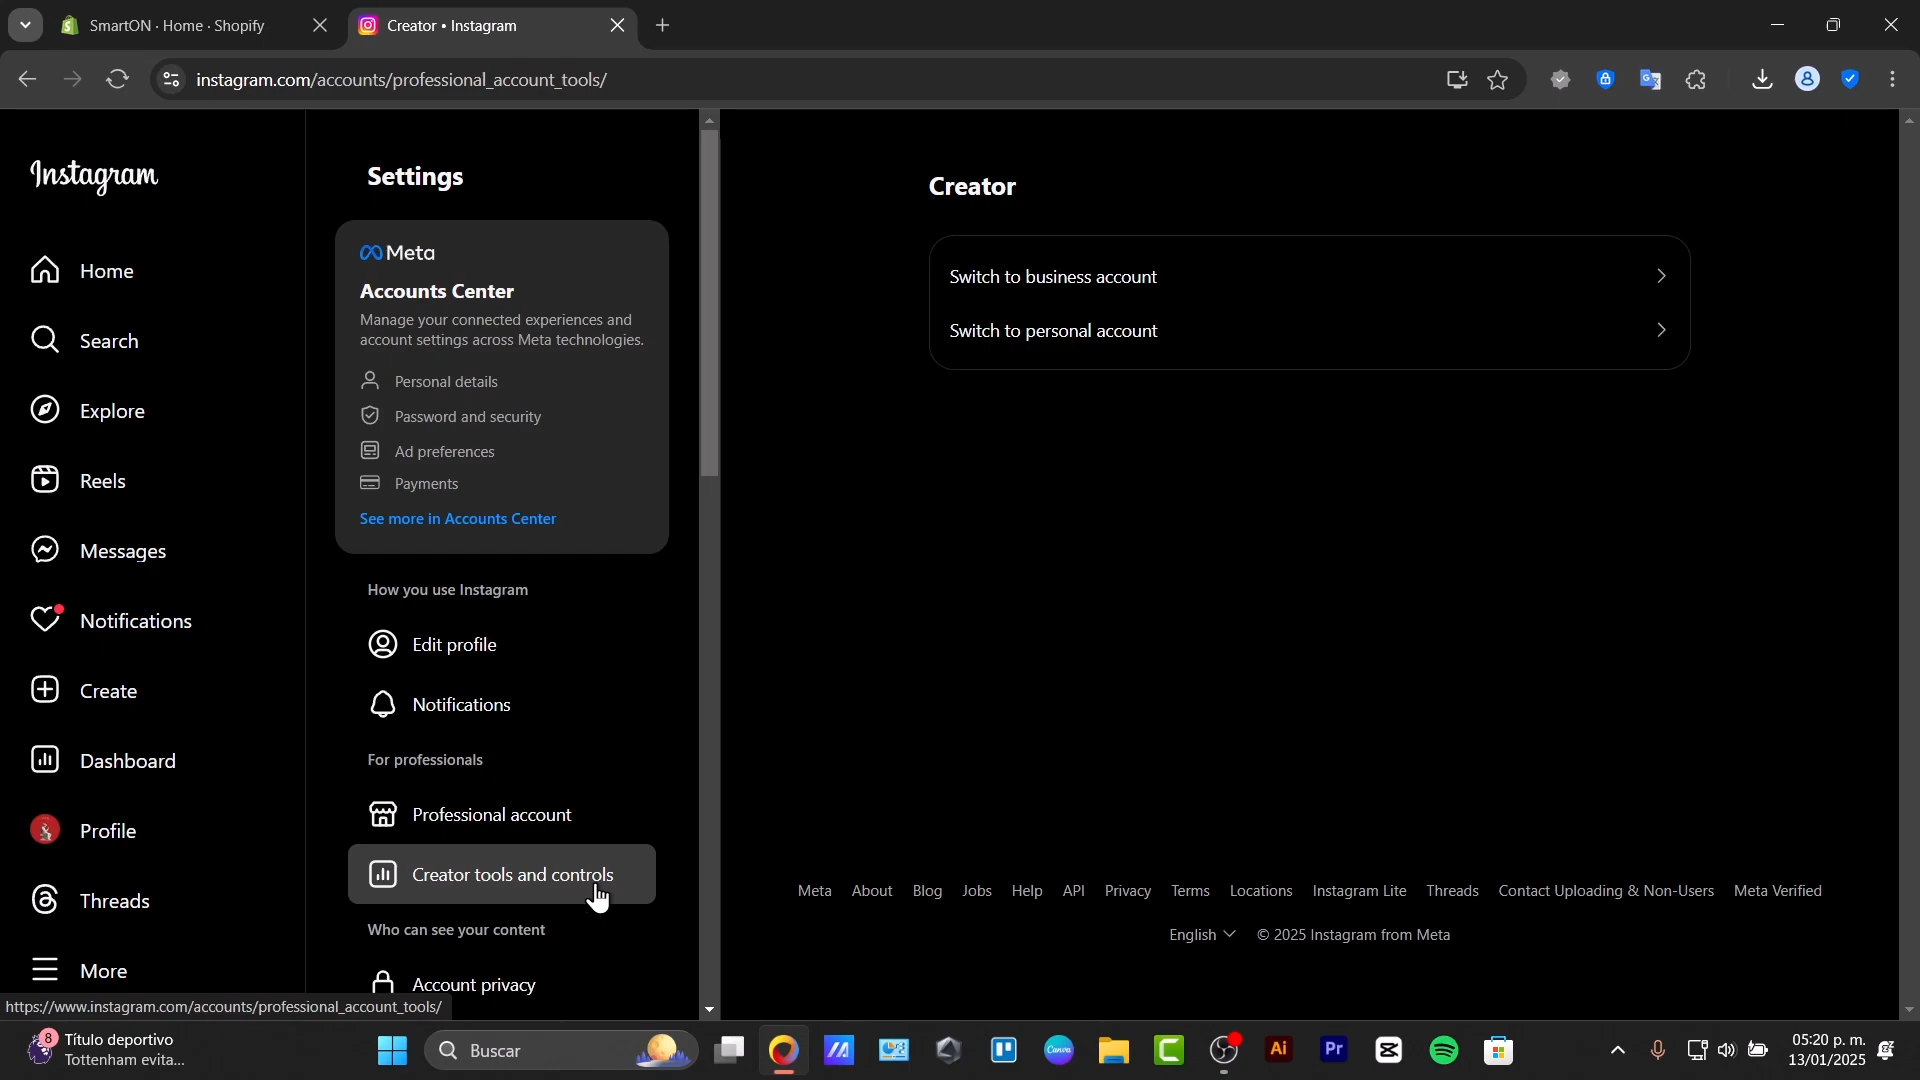 SmartON · Home · Shopify
Creator • Instagram
instagram.com/accounts/professional_account_tools/
Instagram
Home
Search
Explore
Reels
Messages
Notifications
Create
Dashboard
Profile
Threads
More
Settings
Meta
Accounts Center
Manage your connected experiences and
account settings across Meta technologies.
Personal details
Password and security
Ad preferences
Payments
See more in Accounts Center
How you use Instagram
Edit profile
Notifications
For professionals
Professional account
Creator tools and controls
Who can see your content
Account privacy
Creator
Switch to business account
Switch to personal account
Meta About Blog Jobs Help API Privacy Terms Locations Instagram Lite Threads Contact Uploading & Non-Users Meta Verified
English © 2025 Instagram from Meta
https://www.instagram.com/accounts/professional_account_tools/
8
Título deportivo
Tottenham evita...
Buscar
Canva
C
Ai
Pr
05:20 p. m.
13/01/2025